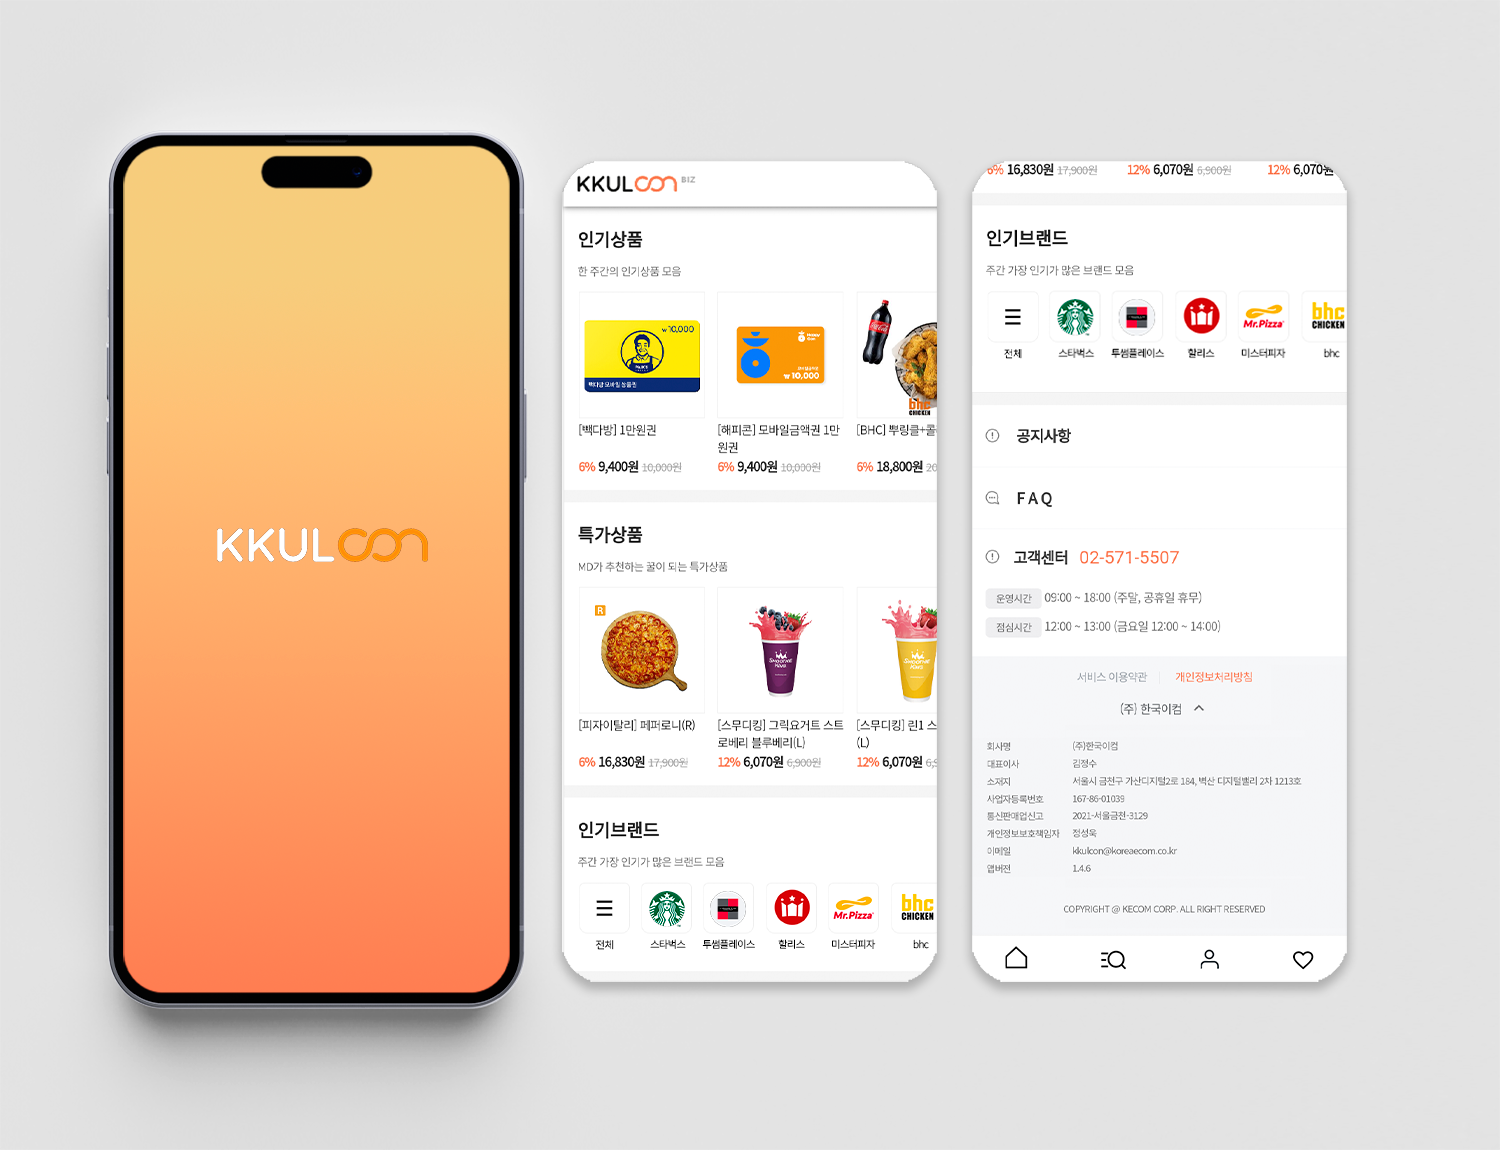 KKULCON
KKULCON BIZ
인기상품
한 주간의 인기상품 모음
₩10,000
PAIK'S
빽다방 모바일 상품권
₩10,000
Coca-Cola
bhc
CHICKEN
[빽다방] 1만원권
[해피콘] 모바일금액권 1만
원권
[BHC] 뿌링클+콜
6% 9,400원 10,000원
6% 9,400원 10,000원
6% 18,800원 20
특가상품
MD가 추천하는 꿀이 되는 특가상품
R
SMOOTHIE KING
SMOOTHIE KING
[피자이탈리] 페퍼로니(R)
[스무디킹] 그릭요거트 스트
로베리 블루베리(L)
[스무디킹] 린1 스
(L)
6% 16,830원 17,900원
12% 6,070원 6,900원
12% 6,070원 6,9
인기브랜드
주간 가장 인기가 많은 브랜드 모음
Mr.Pizza
bhc
CHICKEN
전체
스타벅스
투썸플레이스
할리스
미스터피자
bhc
6% 16,830원 17,900원
12% 6,070원 6,900원
12% 6,070원
인기브랜드
주간 가장 인기가 많은 브랜드 모음
Mr.Pizza
bhc
CHICKEN
전체
스타벅스
투썸플레이스
할리스
미스터피자
bhc
공지사항
FAQ
고객센터 02-571-5507
운영시간 09:00 ~ 18:00 (주말, 공휴일 휴무)
점심시간 12:00 ~ 13:00 (금요일 12:00 ~ 14:00)
서비스 이용약관
개인정보처리방침
(주) 한국이컴
회사명 (주)한국이컴
대표이사 김정수
소재지 서울시 금천구 가산디지털2로 184, 벽산 디지털밸리 2차 1213호
사업자등록번호 167-86-01039
통신판매업신고 2021-서울금천-3129
개인정보보호책임자 정성욱
이메일 kkulcon@koreaecom.co.kr
앱버전 1.4.6
COPYRIGHT @ KECOM CORP. ALL RIGHT RESERVED